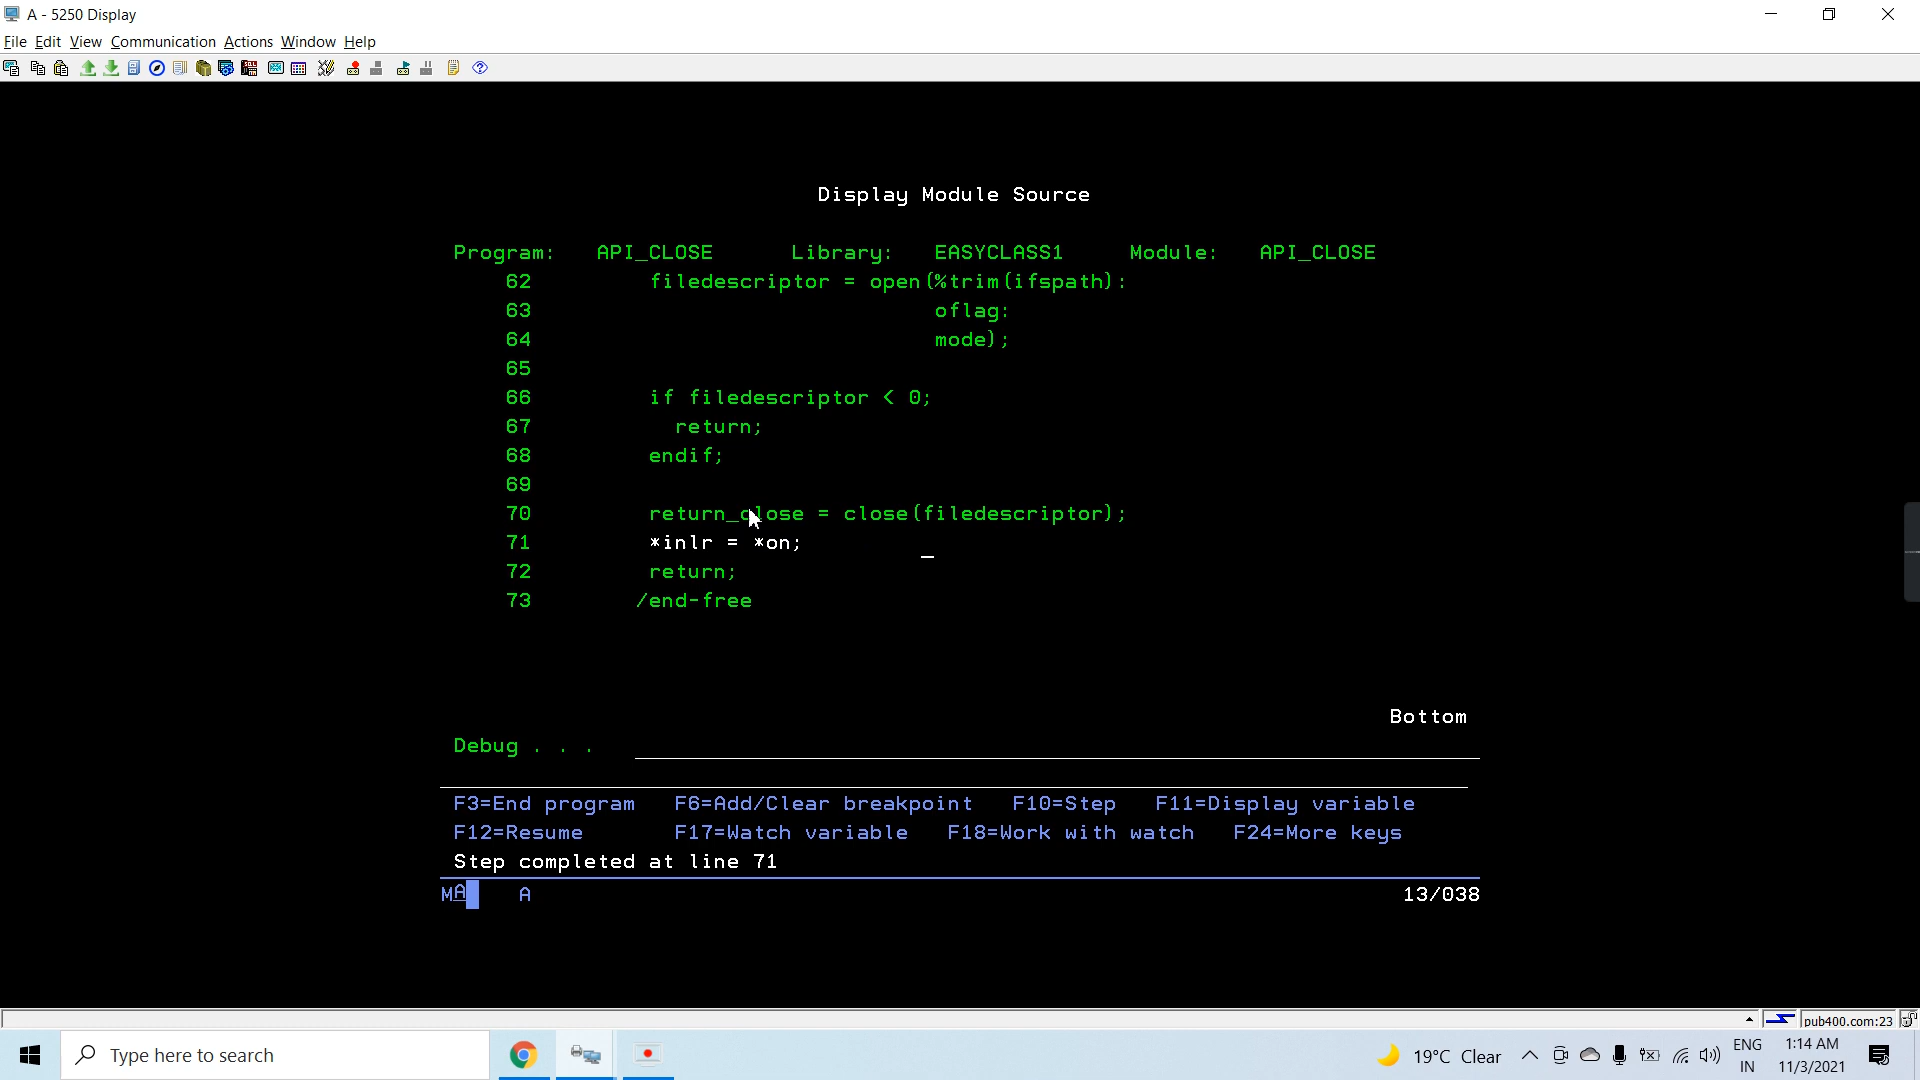 A - 5250 Display
File Edit View Communication Actions Window Help
Display Module Source
Program: API_CLOSE Library: EASYCLASS1 Module: API_CLOSE
62 filedescriptor = open(%trim(ifspath):
63 oflag:
64 mode);
65
66 if filedescriptor < 0;
67 return;
68 endif;
69
70 return_close = close(filedescriptor);
71 *inlr = *on;
72 return;
73 /end-free
Bottom
Debug . . .
F3=End program F6=Add/Clear breakpoint F10=Step F11=Display variable
F12=Resume F17=Watch variable F18=Work with watch F24=More keys
Step completed at line 71
MA A 13/038
pub400.com:23
Type here to search
19°C Clear
ENG
IN
1:14 AM
11/3/2021